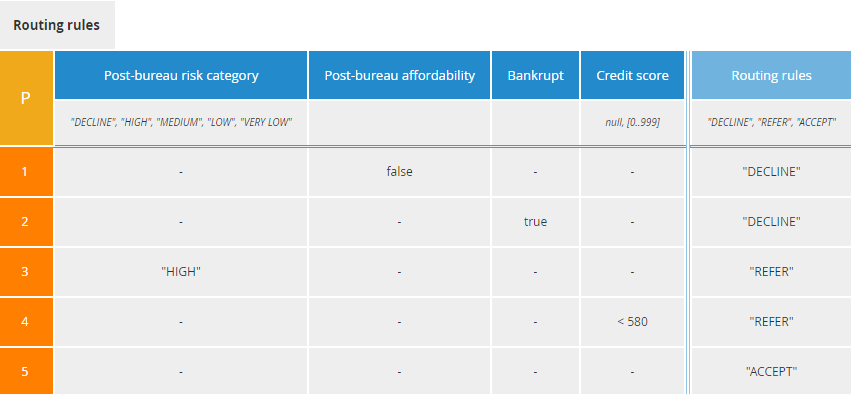 Routing rules
P Post-bureau risk category Post-bureau affordability Bankrupt Credit score Routing rules
"DECLINE", "HIGH", "MEDIUM", "LOW", "VERY LOW" null, [0..999] "DECLINE", "REFER", "ACCEPT"
1 - false - - "DECLINE"
2 - - true - "DECLINE"
3 "HIGH" - - - "REFER"
4 - - - < 580 "REFER"
5 - - - - "ACCEPT"